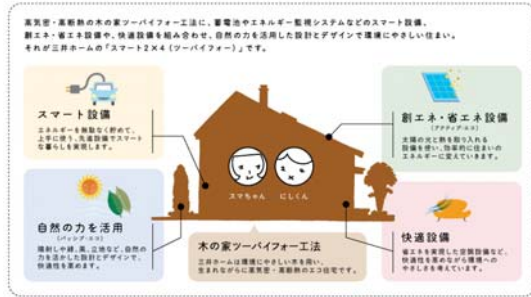 高気密・高断熱の木の家ツーバイフォー工法に、蓄電池やエネルギー監視システムなどのスマート設備、
創エネ・省エネ設備や、快適設備を組み合わせ、自然の力を活用した設計とデザインで環境にやさしい住まい。
それが三井ホームの「スマート2×4（ツーバイフォー）」です。
スマート設備
エネルギーを無駄なく貯めて、
上手に使う、先進設備でスマート
な暮らしを実現します。
創エネ・省エネ設備
（アクティブ・エコ）
太陽の光と熱を取り入れる
設備を使い、効率的に住まいの
エネルギーに変えていきます。
スマちゃん
にしくん
自然の力を活用
（パッシブ・エコ）
陽射しや緑、風、立地など、自然の
力を活かした設計とデザインで、
快適性を高めます。
木の家ツーバイフォー工法
三井ホームは環境にやさしい木を用い、
生まれながらに高気密・高断熱のエコ住宅です。
快適設備
省エネを実現した空調設備など、
快適性を高めながら環境への
やさしさを考えています。